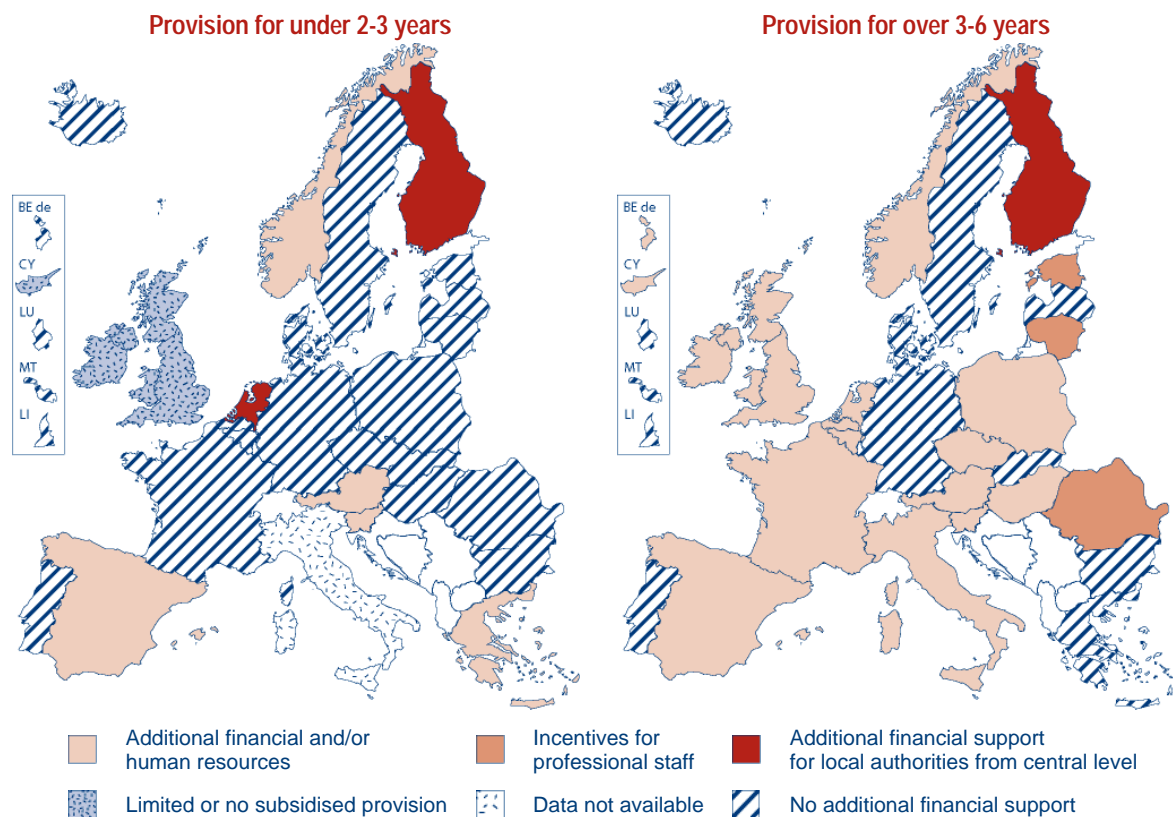 Provision for under 2-3 years
Provision for over 3-6 years
BE de
CY
LU
MT
LI
BE de
CY
LU
MT
LI
Additional financial and/or
human resources
Incentives for
professional staff
Additional financial support
for local authorities from central level
Limited or no subsidised provision
Data not available
No additional financial support